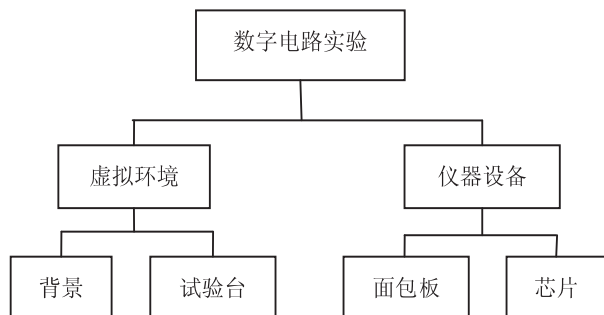 数字电路实验
虚拟环境
仪器设备
背景
试验台
面包板
芯片